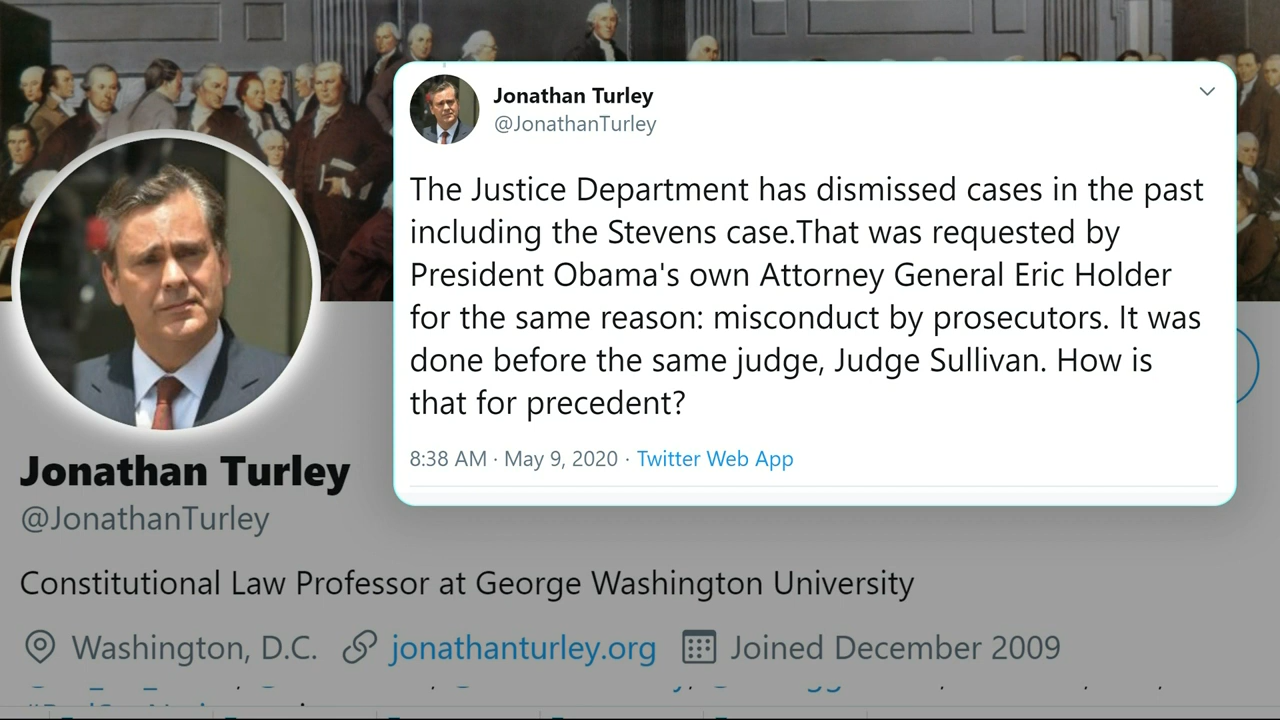 Jonathan Turley
@JonathanTurley
The Justice Department has dismissed cases in the past
including the Stevens case.That was requested by
President Obama's own Attorney General Eric Holder
for the same reason: misconduct by prosecutors. It was
done before the same judge, Judge Sullivan. How is
that for precedent?
8:38 AM · May 9, 2020 · Twitter Web App
Jonathan Turley
@JonathanTurley
Constitutional Law Professor at George Washington University
Washington, D.C. jonathanturley.org Joined December 2009